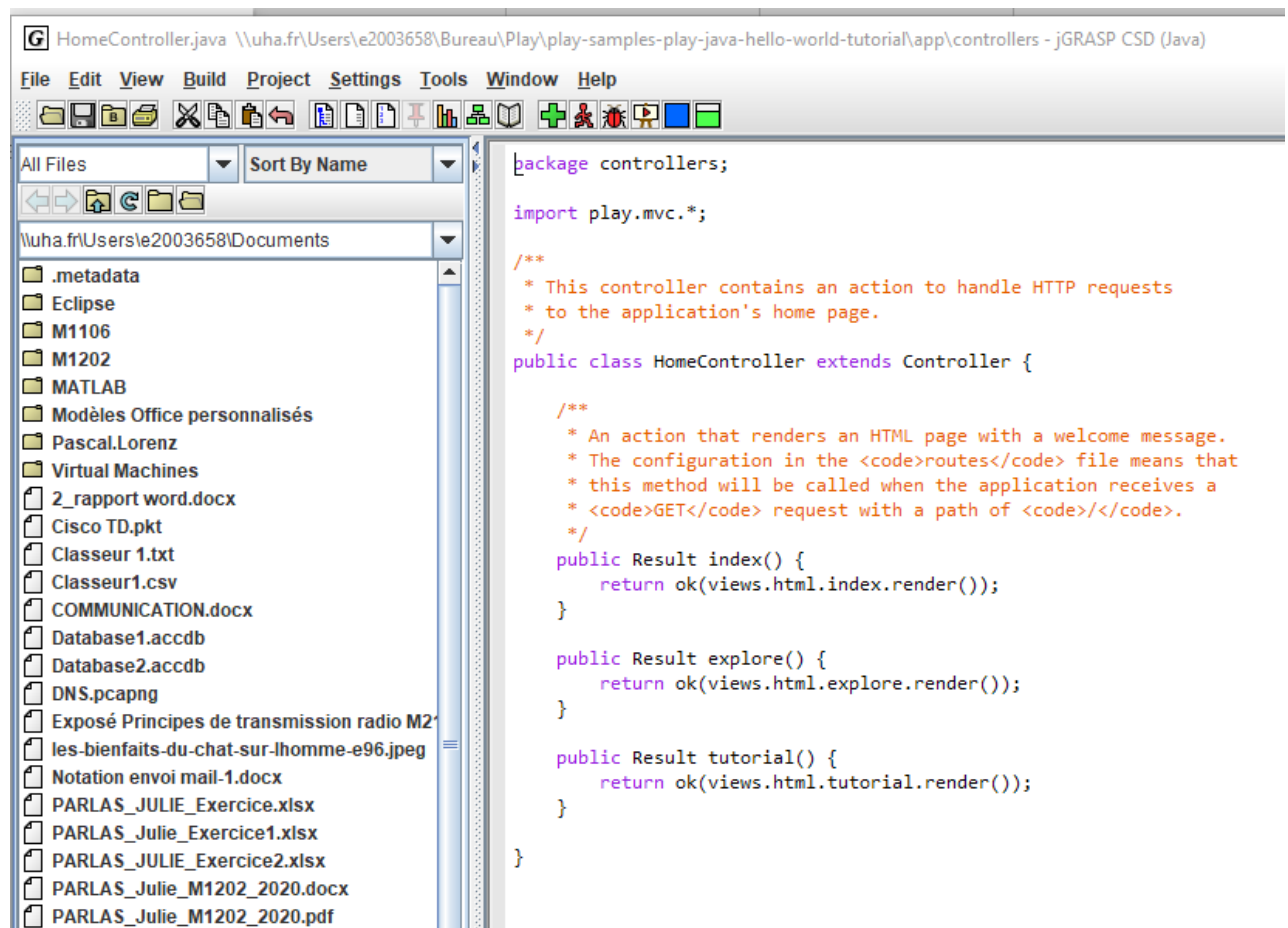 G HomeController.java \\uha.fr\Users\e2003658\Bureau\Play\play-samples-play-java-hello-world-tutorial\app\controllers - jGRASP CSD (Java)
File Edit View Build Project Settings Tools Window Help
All Files Sort By Name
\\uha.fr\Users\e2003658\Documents
.metadata
Eclipse
M1106
M1202
MATLAB
Modèles Office personnalisés
Pascal.Lorenz
Virtual Machines
2_rapport word.docx
Cisco TD.pkt
Classeur 1.txt
Classeur1.csv
COMMUNICATION.docx
Database1.accdb
Database2.accdb
DNS.pcapng
Exposé Principes de transmission radio
les-bienfaits-du-chat-sur-lhomme-e96.jpeg
Notation envoi mail-1.docx
PARLAS_JULIE_Exercice.xlsx
PARLAS_Julie_Exercice1.xlsx
PARLAS_JULIE_Exercice2.xlsx
PARLAS_Julie_M1202_2020.docx
PARLAS_Julie_M1202_2020.pdf
package controllers;
import play.mvc.*;
/**
* This controller contains an action to handle HTTP requests
* to the application's home page.
*/
public class HomeController extends Controller {
/**
* An action that renders an HTML page with a welcome message.
* The configuration in the <code>routes</code> file means that
* this method will be called when the application receives a
* <code>GET</code> request with a path of <code>/</code>.
*/
public Result index() {
return ok(views.html.index.render());
}
public Result explore() {
return ok(views.html.explore.render());
}
public Result tutorial() {
return ok(views.html.tutorial.render());
}
}